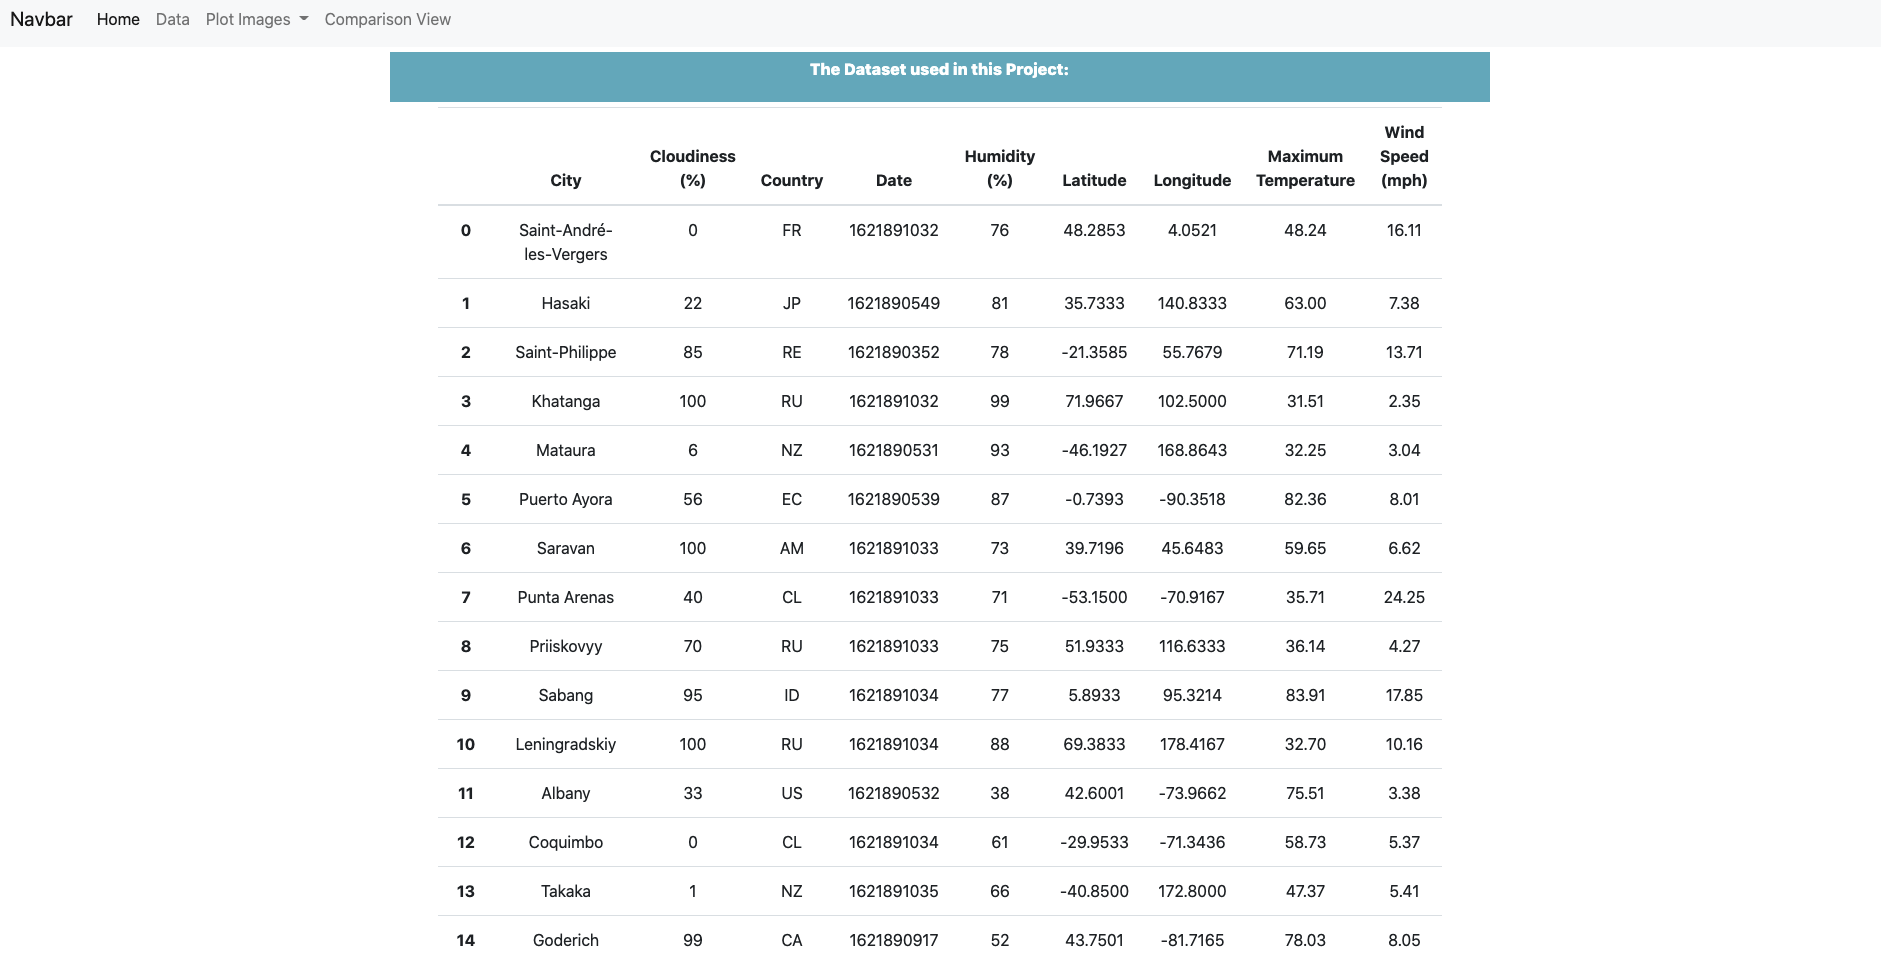 Navbar Home Data Plot Images Comparison View
The Dataset used in this Project:
City Cloudiness (%) Country Date Humidity (%) Latitude Longitude Maximum Temperature Wind Speed (mph)
0 Saint-André-les-Vergers 0 FR 1621891032 76 48.2853 4.0521 48.24 16.11
1 Hasaki 22 JP 1621890549 81 35.7333 140.8333 63.00 7.38
2 Saint-Philippe 85 RE 1621890352 78 -21.3585 55.7679 71.19 13.71
3 Khatanga 100 RU 1621891032 99 71.9667 102.5000 31.51 2.35
4 Mataura 6 NZ 1621890531 93 -46.1927 168.8643 32.25 3.04
5 Puerto Ayora 56 EC 1621890539 87 -0.7393 -90.3518 82.36 8.01
6 Saravan 100 AM 1621891033 73 39.7196 45.6483 59.65 6.62
7 Punta Arenas 40 CL 1621891033 71 -53.1500 -70.9167 35.71 24.25
8 Priiskovyy 70 RU 1621891033 75 51.9333 116.6333 36.14 4.27
9 Sabang 95 ID 1621891034 77 5.8933 95.3214 83.91 17.85
10 Leningradskiy 100 RU 1621891034 88 69.3833 178.4167 32.70 10.16
11 Albany 33 US 1621890532 38 42.6001 -73.9662 75.51 3.38
12 Coquimbo 0 CL 1621891034 61 -29.9533 -71.3436 58.73 5.37
13 Takaka 1 NZ 1621891035 66 -40.8500 172.8000 47.37 5.41
14 Goderich 99 CA 1621890917 52 43.7501 -81.7165 78.03 8.05